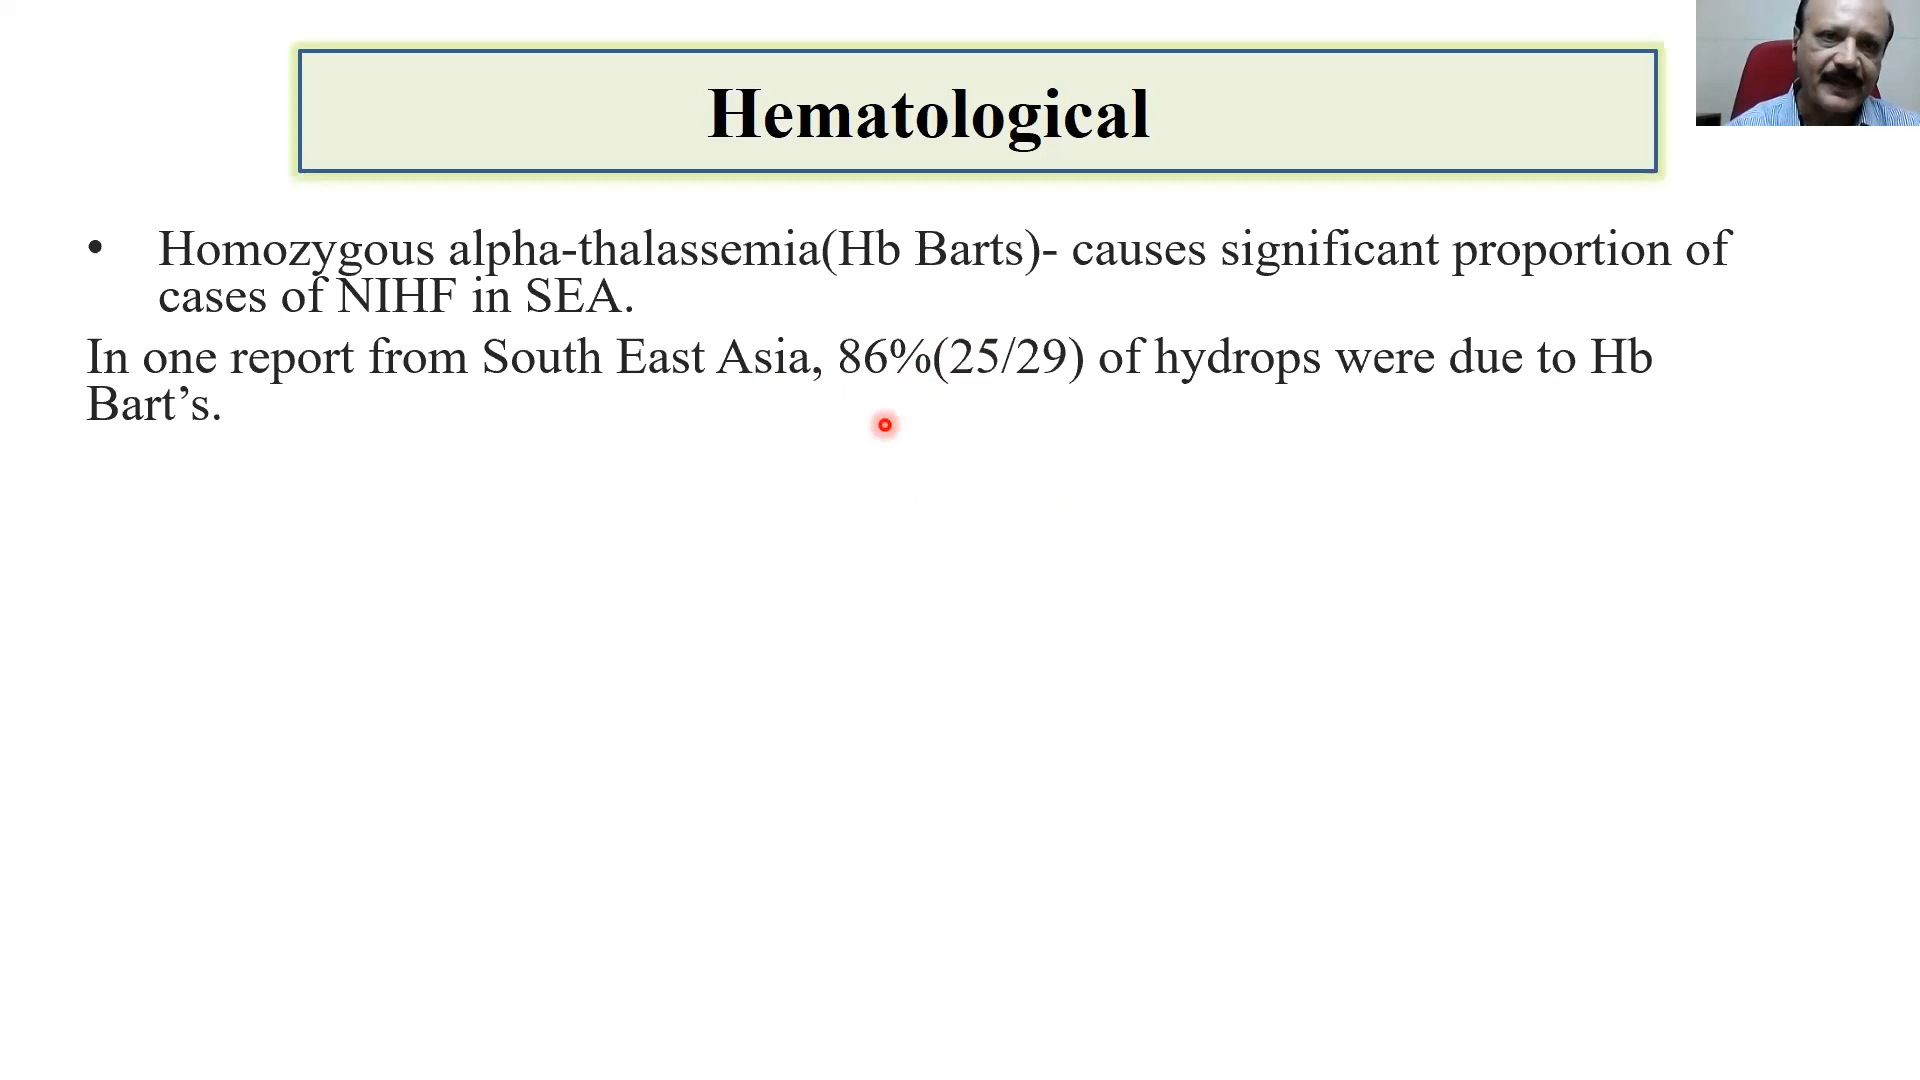 Hematological
• Homozygous alpha-thalassemia(Hb Barts)- causes significant proportion of
cases of NIHF in SEA.
In one report from South East Asia, 86%(25/29) of hydrops were due to Hb
Bart’s.